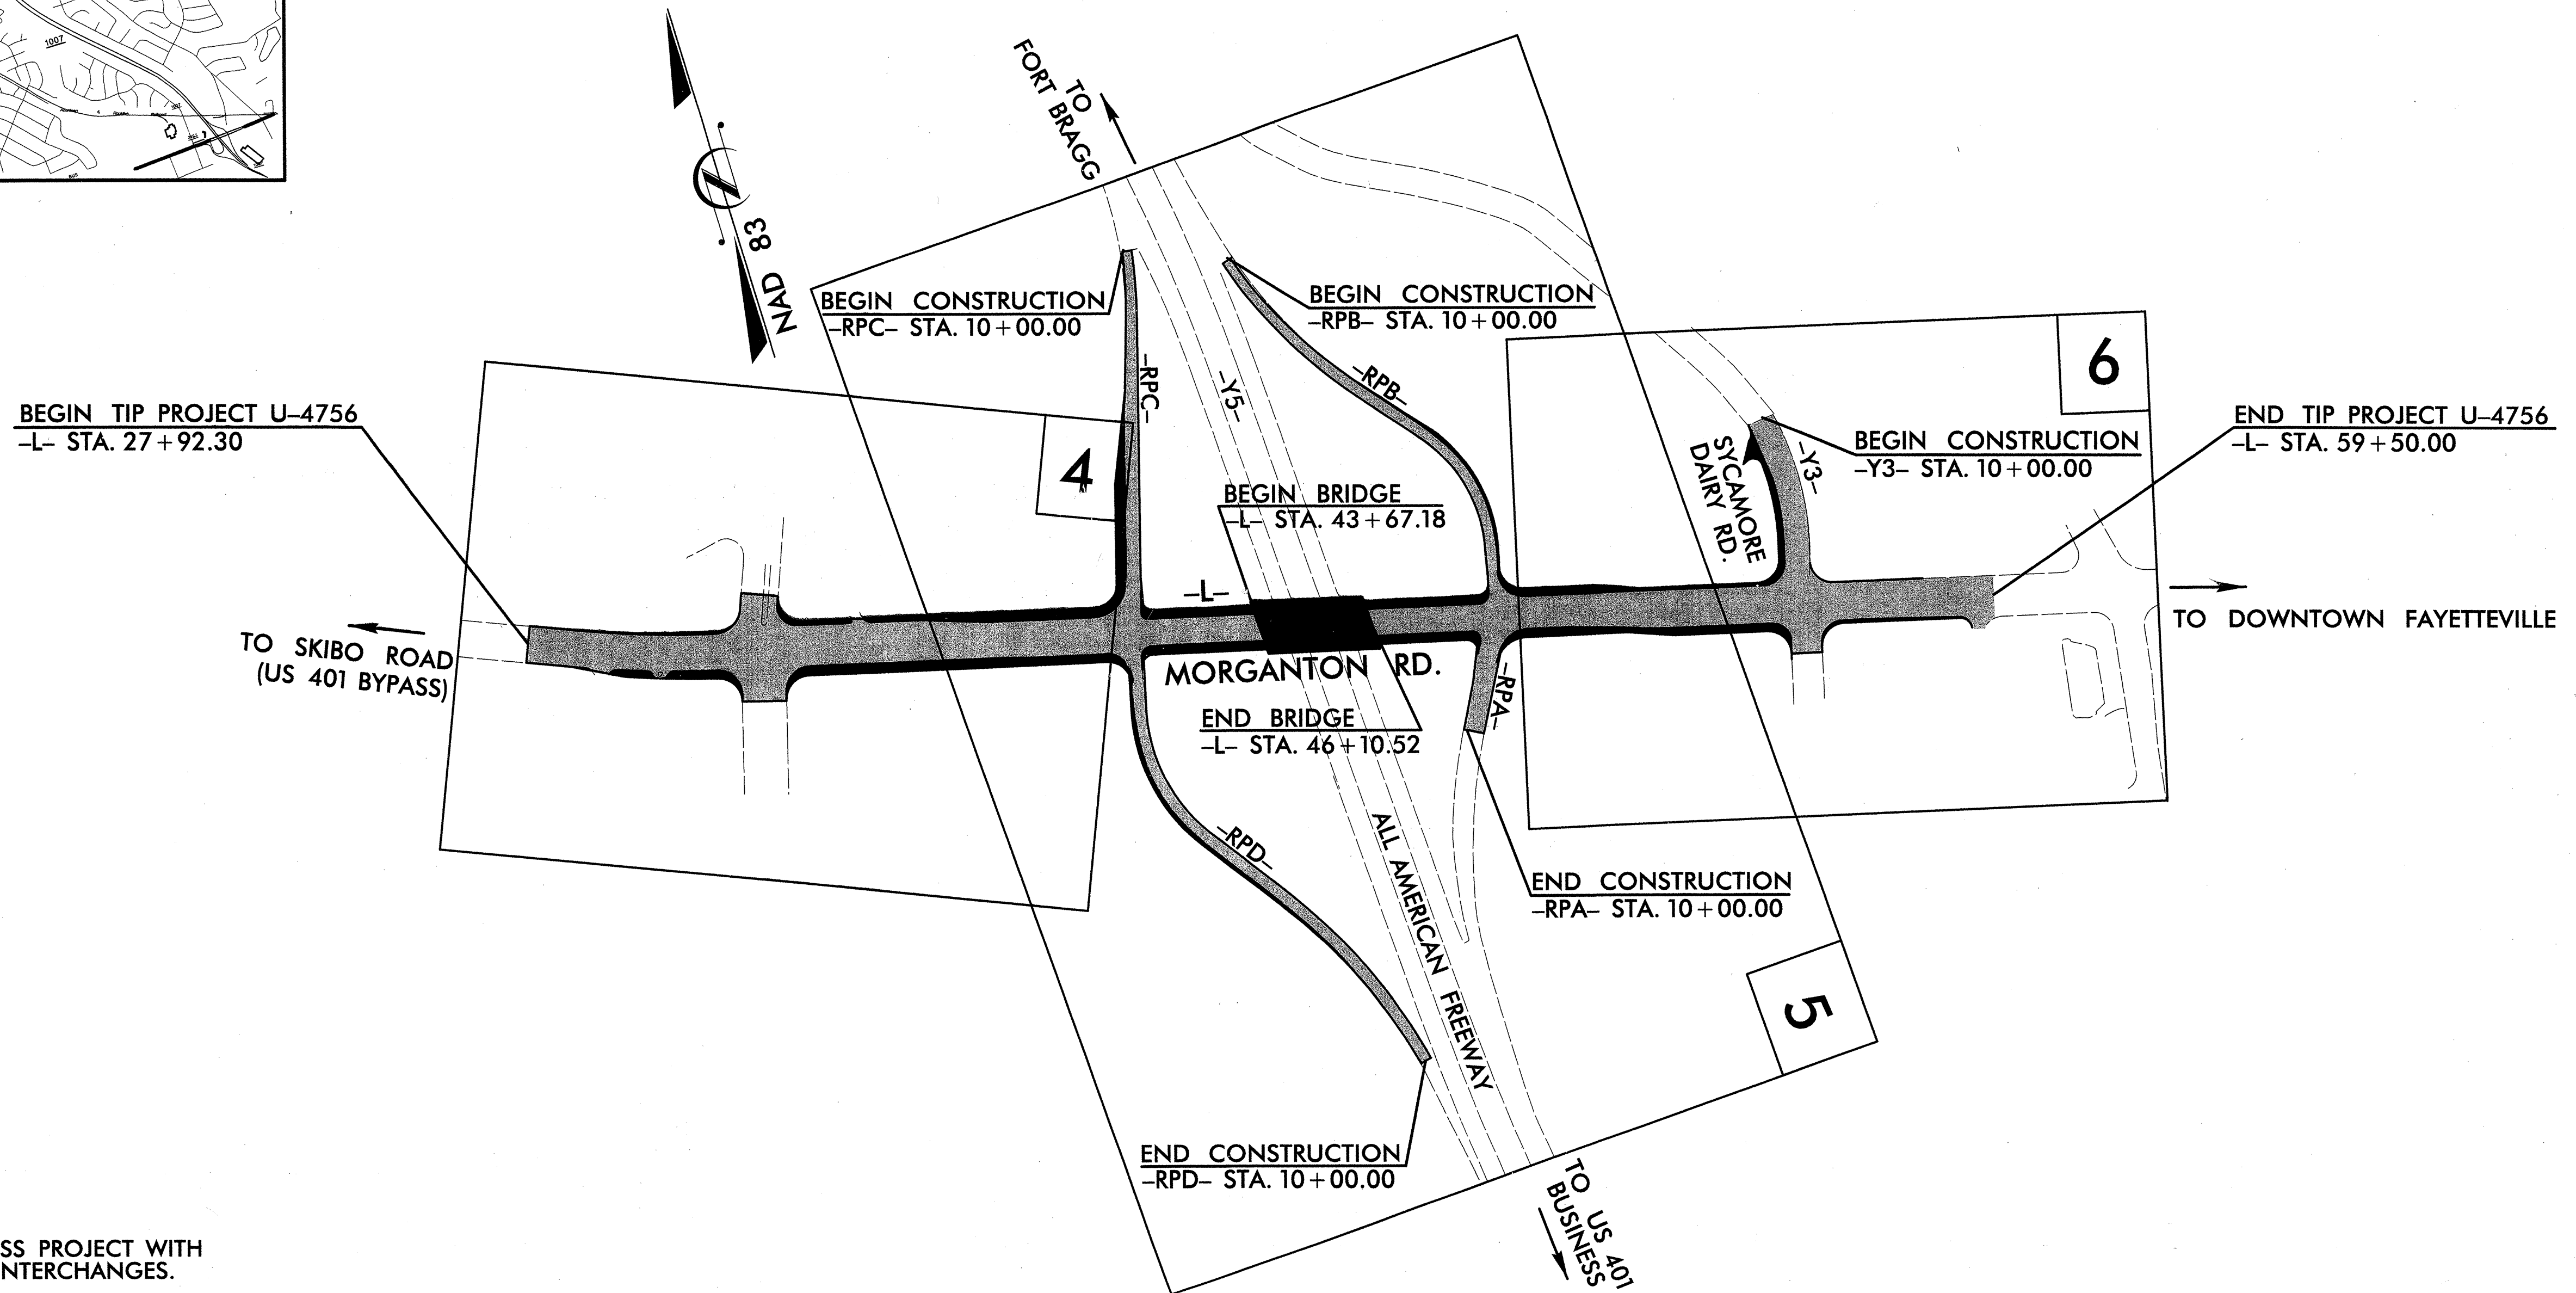 1007
TO
FORT BRAGG
NAD 83
BEGIN CONSTRUCTION
-RPC- STA. 10+00.00
BEGIN CONSTRUCTION
-RPB- STA. 10+00.00
6
BEGIN TIP PROJECT U-4756
-L- STA. 27+92.30
-RPC-
-Y5-
-RPB-
END TIP PROJECT U-4756
-L- STA. 59+50.00
BEGIN CONSTRUCTION
-Y3- STA. 10+00.00
-Y3-
SYCAMORE
DAIRY RD.
4
BEGIN BRIDGE
-L- STA. 43+67.18
-L-
TO SKIBO ROAD
(US 401 BYPASS)
TO DOWNTOWN FAYETTEVILLE
MORGANTON RD.
-RPA-
END BRIDGE
-L- STA. 46+10.52
-RPD-
ALL AMERICAN FREEWAY
END CONSTRUCTION
-RPA- STA. 10+00.00
5
END CONSTRUCTION
-RPD- STA. 10+00.00
TO US 401
BUSINESS
SS PROJECT WITH
NTERCHANGES.